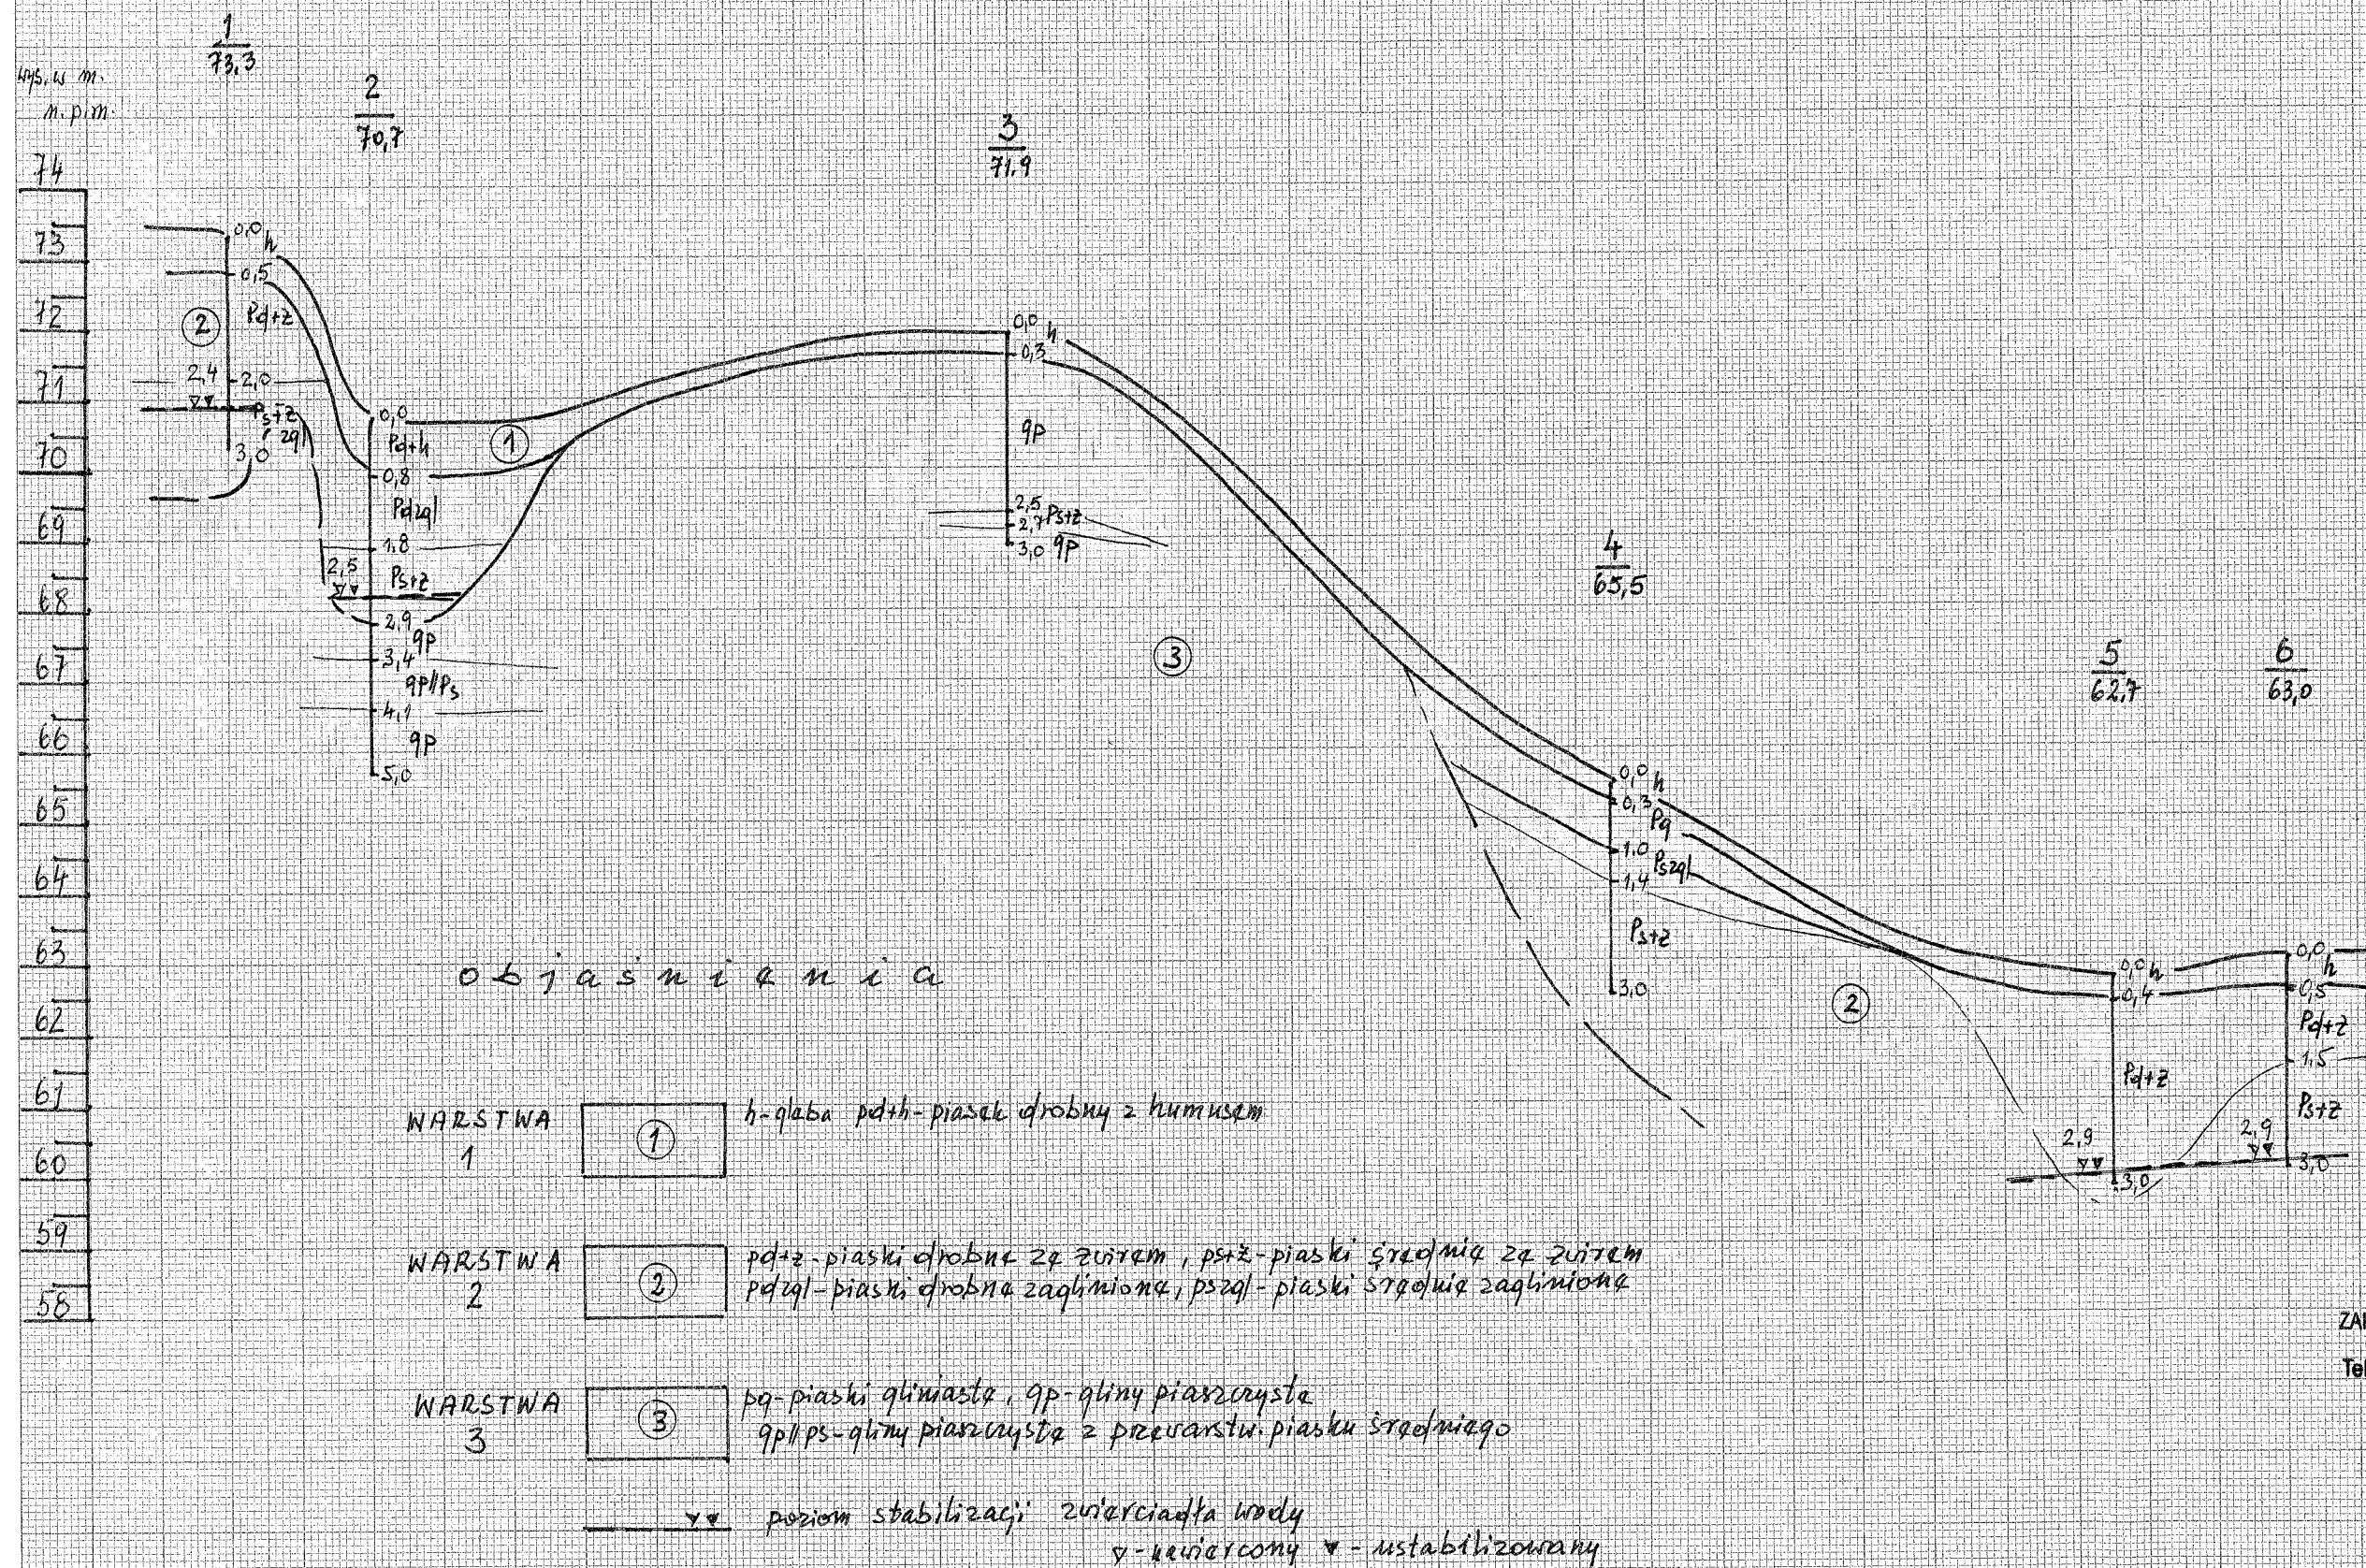 1
73,3
wys. w m.
n.p.m.
2
70,7
3
71.9
4
65,5
5
62,7
6
63,0
74
73
72
71
70
69
68
67
66
65
64
63
62
61
60
59
58
0,0 h
0,5
Pd+ż
2
2,4
2,0
Ps+ż
zgl
3,0
0,0
Pd+h
1
0,8
Pdzgl
1,8
2,5
Ps+ż
2,9
gp
3,4
gp//Ps
4,1
gp
5,0
0,0 h
0,3
gp
2,5
Ps+ż
2,7
gp
3,0
3
0,0 h
0,3
Pg
1,0
Pszgl
1,4
Ps+ż
3,0
2
0,0 h
0,4
Pd+ż
2,9
3,0
0,0
h
0,5
Pd+ż
1,5
Ps+ż
2,9
3,0
objaśnienia
WARSTWA
1
1
h-gleba pd+h-piasek drobny z humusem
WARSTWA
2
2
pd+ż-piaski drobne ze żwirem, ps+ż-piaski średnie ze żwirem
pdzgl-piaski drobne zaglinione, pszgl-piaski średnie zaglinione
WARSTWA
3
3
pg-piaski gliniaste, gp-gliny piaszczyste
gp//ps-gliny piaszczyste z przewarstw. piasku średniego
poziom stabilizacji zwierciadła wody
▽-nawiercony ▼-ustabilizowany